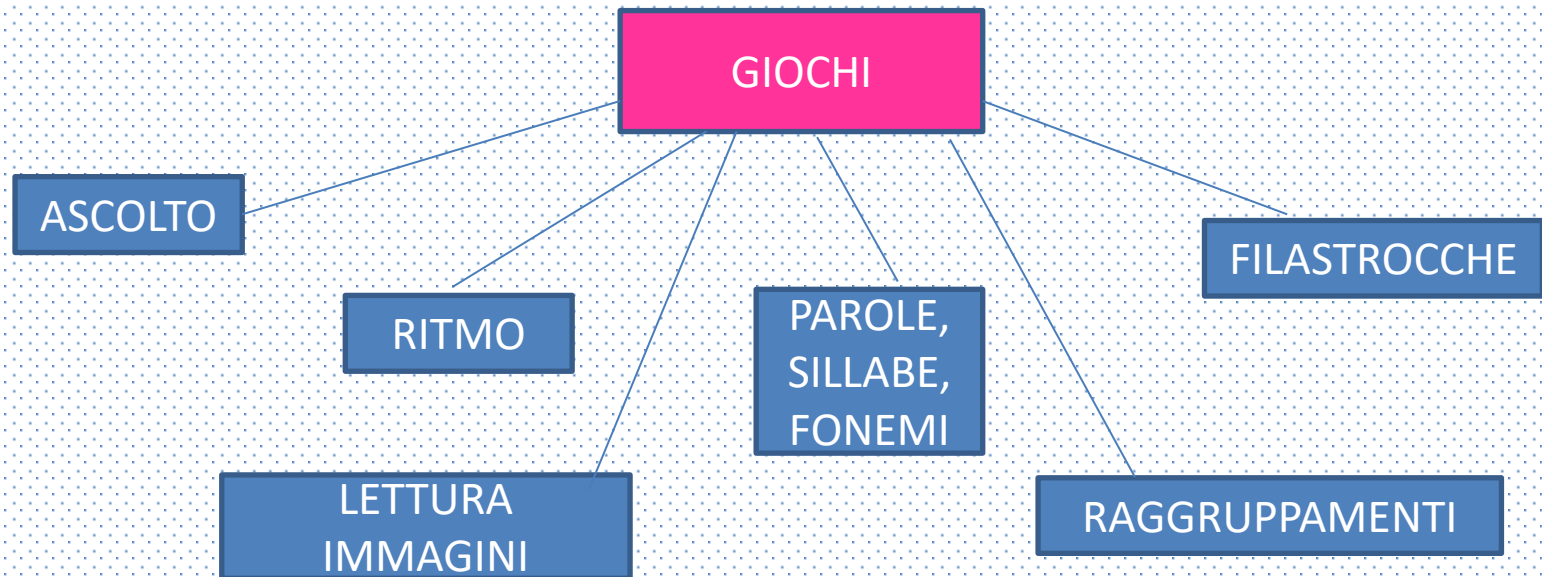 GIOCHI
ASCOLTO
FILASTROCCHE
RITMO
PAROLE,
SILLABE,
FONEMI
LETTURA
IMMAGINI
RAGGRUPPAMENTI